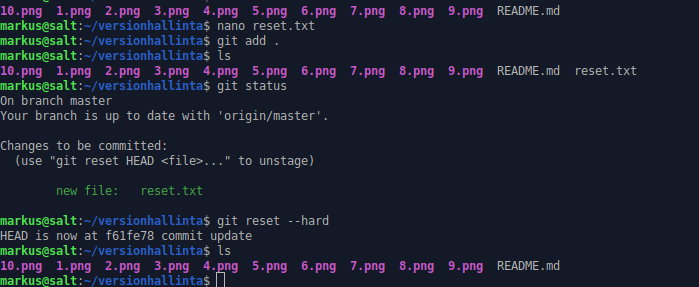 10.png  1.png  2.png  3.png  4.png  5.png  6.png  7.png  8.png  9.png  README.md
markus@salt:~/versionhallinta$ nano reset.txt
markus@salt:~/versionhallinta$ git add .
markus@salt:~/versionhallinta$ ls
10.png  1.png  2.png  3.png  4.png  5.png  6.png  7.png  8.png  9.png  README.md  reset.txt
markus@salt:~/versionhallinta$ git status
On branch master
Your branch is up to date with 'origin/master'.
Changes to be committed:
  (use "git reset HEAD <file>..." to unstage)
        new file:   reset.txt
markus@salt:~/versionhallinta$ git reset --hard
HEAD is now at f61fe78 commit update
markus@salt:~/versionhallinta$ ls
10.png  1.png  2.png  3.png  4.png  5.png  6.png  7.png  8.png  9.png  README.md
markus@salt:~/versionhallinta$